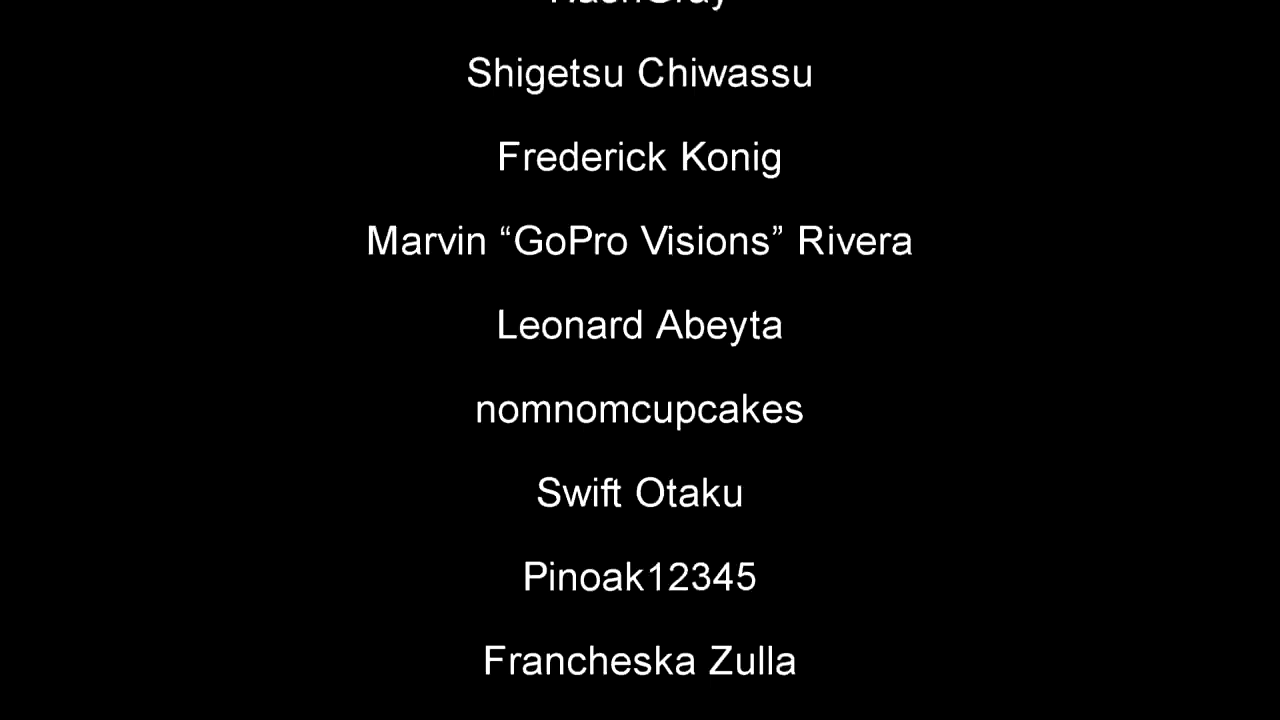 Shigetsu Chiwassu
Frederick Konig
Marvin “GoPro Visions” Rivera
Leonard Abeyta
nomnomcupcakes
Swift Otaku
Pinoak12345
Francheska Zulla